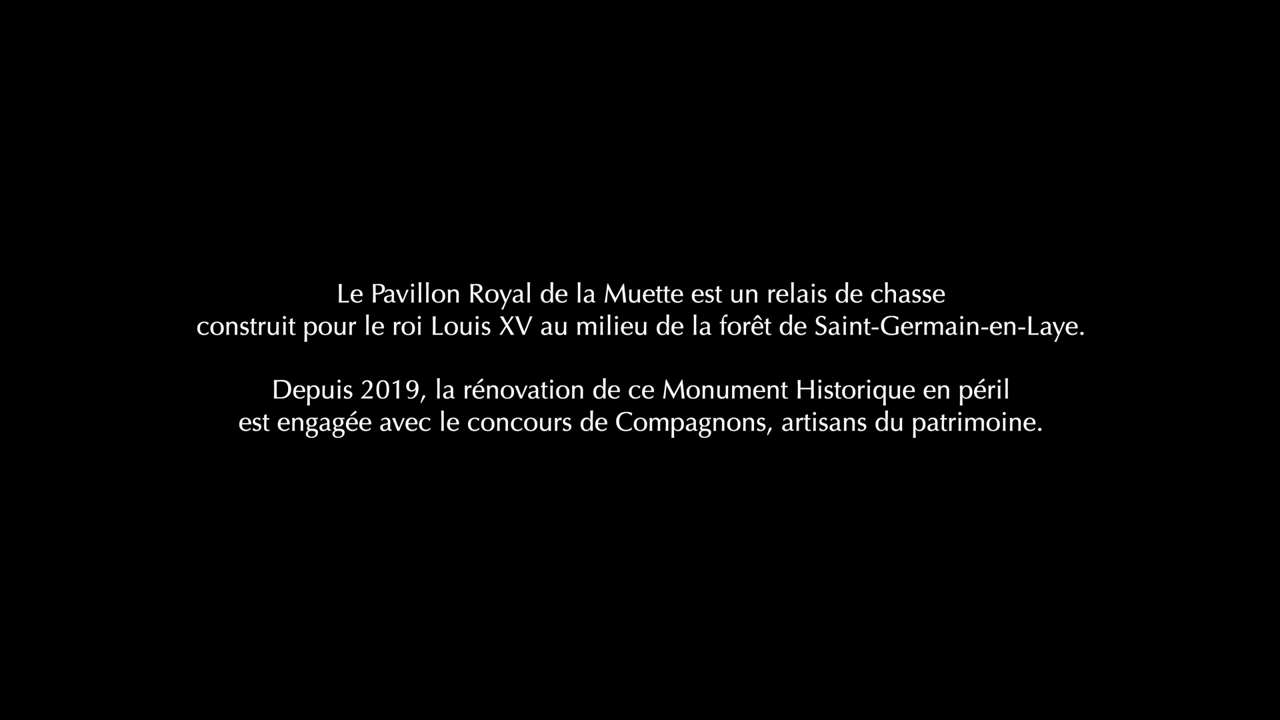 Le Pavillon Royal de la Muette est un relais de chasse
construit pour le roi Louis XV au milieu de la forêt de Saint-Germain-en-Laye.
Depuis 2019, la rénovation de ce Monument Historique en péril
est engagée avec le concours de Compagnons, artisans du patrimoine.